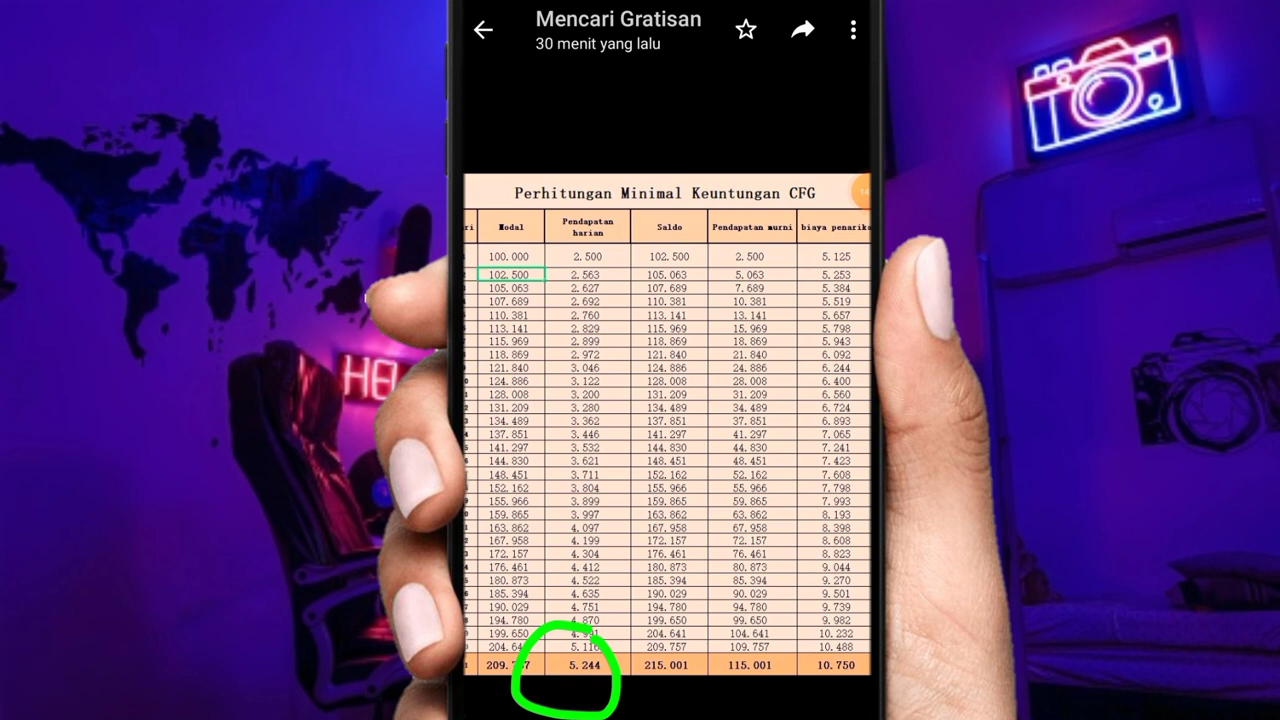 Mencari Gratisan
30 menit yang lalu
Perhitungan Minimal Keuntungan CFG
14
ri Modal Pendapatan harian Saldo Pendapatan murni biaya penarika
100.000 2.500 102.500 2.500 5.125
102.500 2.563 105.063 5.063 5.253
105.063 2.627 107.689 7.689 5.384
107.689 2.692 110.381 10.381 5.519
110.381 2.760 113.141 13.141 5.657
113.141 2.829 115.969 15.969 5.798
115.969 2.899 118.869 18.869 5.943
118.869 2.972 121.840 21.840 6.092
121.840 3.046 124.886 24.886 6.244
124.886 3.122 128.008 28.008 6.400
128.008 3.200 131.209 31.209 6.560
131.209 3.280 134.489 34.489 6.724
134.489 3.362 137.851 37.851 6.893
137.851 3.446 141.297 41.297 7.065
141.297 3.532 144.830 44.830 7.241
144.830 3.621 148.451 48.451 7.423
148.451 3.711 152.162 52.162 7.608
152.162 3.804 155.966 55.966 7.798
155.966 3.899 159.865 59.865 7.993
159.865 3.997 163.862 63.862 8.193
163.862 4.097 167.958 67.958 8.398
167.958 4.199 172.157 72.157 8.608
172.157 4.304 176.461 76.461 8.823
176.461 4.412 180.873 80.873 9.044
180.873 4.522 185.394 85.394 9.270
185.394 4.635 190.029 90.029 9.501
190.029 4.751 194.780 94.780 9.739
194.780 4.870 199.650 99.650 9.982
199.650 204.641 104.641 10.232
5.116 209.757 109.757 10.488
5.244 215.001 115.001 10.750